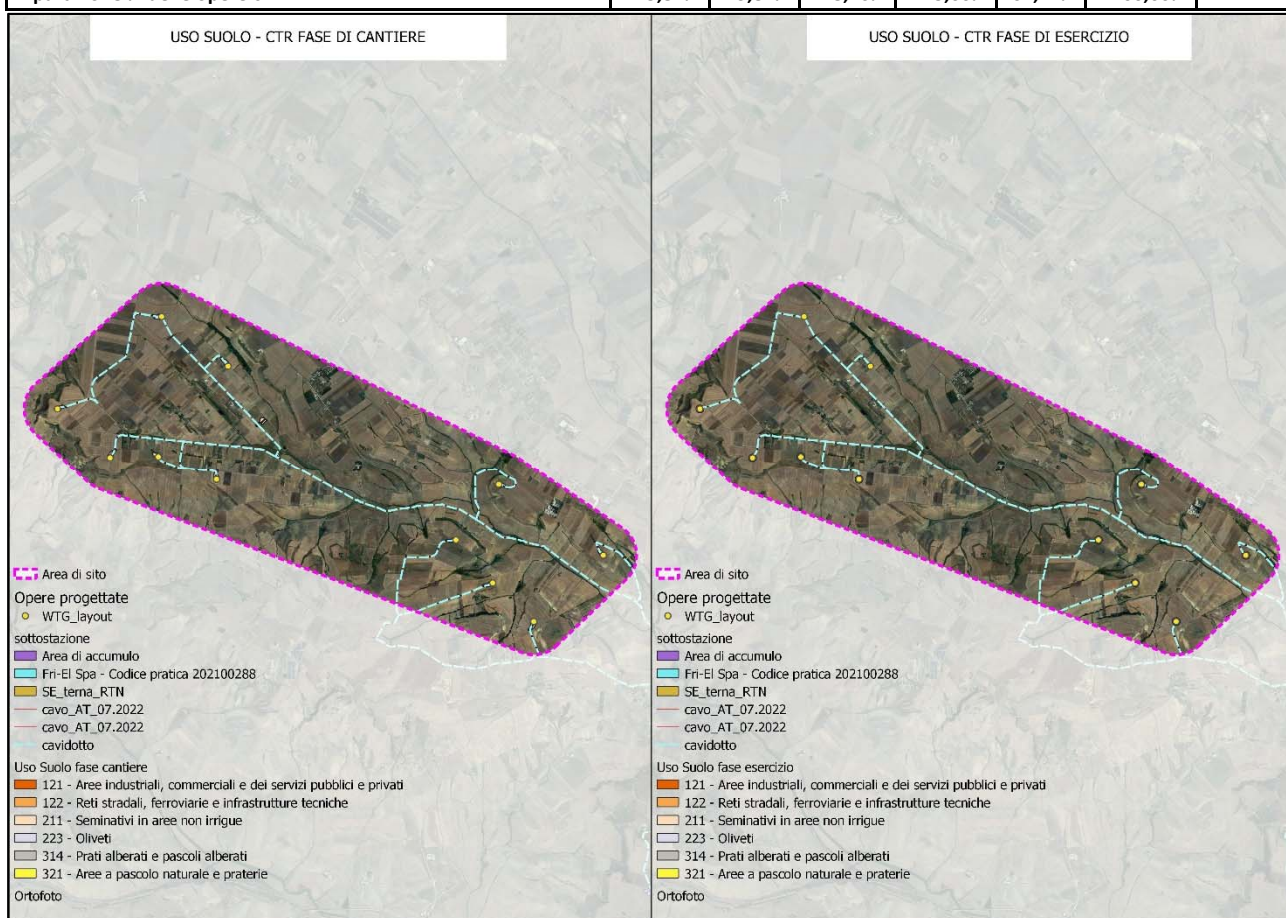 USO SUOLO - CTR FASE DI CANTIERE
Area di sito
Opere progettate
WTG_layout
sottostazione
Area di accumulo
Fri-El Spa - Codice pratica 202100288
SE_terna_RTN
cavo_AT_07.2022
cavo_AT_07.2022
cavidotto
Uso Suolo fase cantiere
121 - Aree industriali, commerciali e dei servizi pubblici e privati
122 - Reti stradali, ferroviarie e infrastrutture tecniche
211 - Seminativi in aree non irrigue
223 - Oliveti
314 - Prati alberati e pascoli alberati
321 - Aree a pascolo naturale e praterie
Ortofoto
USO SUOLO - CTR FASE DI ESERCIZIO
Area di sito
Opere progettate
WTG_layout
sottostazione
Area di accumulo
Fri-El Spa - Codice pratica 202100288
SE_terna_RTN
cavo_AT_07.2022
cavo_AT_07.2022
cavidotto
Uso Suolo fase esercizio
121 - Aree industriali, commerciali e dei servizi pubblici e privati
122 - Reti stradali, ferroviarie e infrastrutture tecniche
211 - Seminativi in aree non irrigue
223 - Oliveti
314 - Prati alberati e pascoli alberati
321 - Aree a pascolo naturale e praterie
Ortofoto